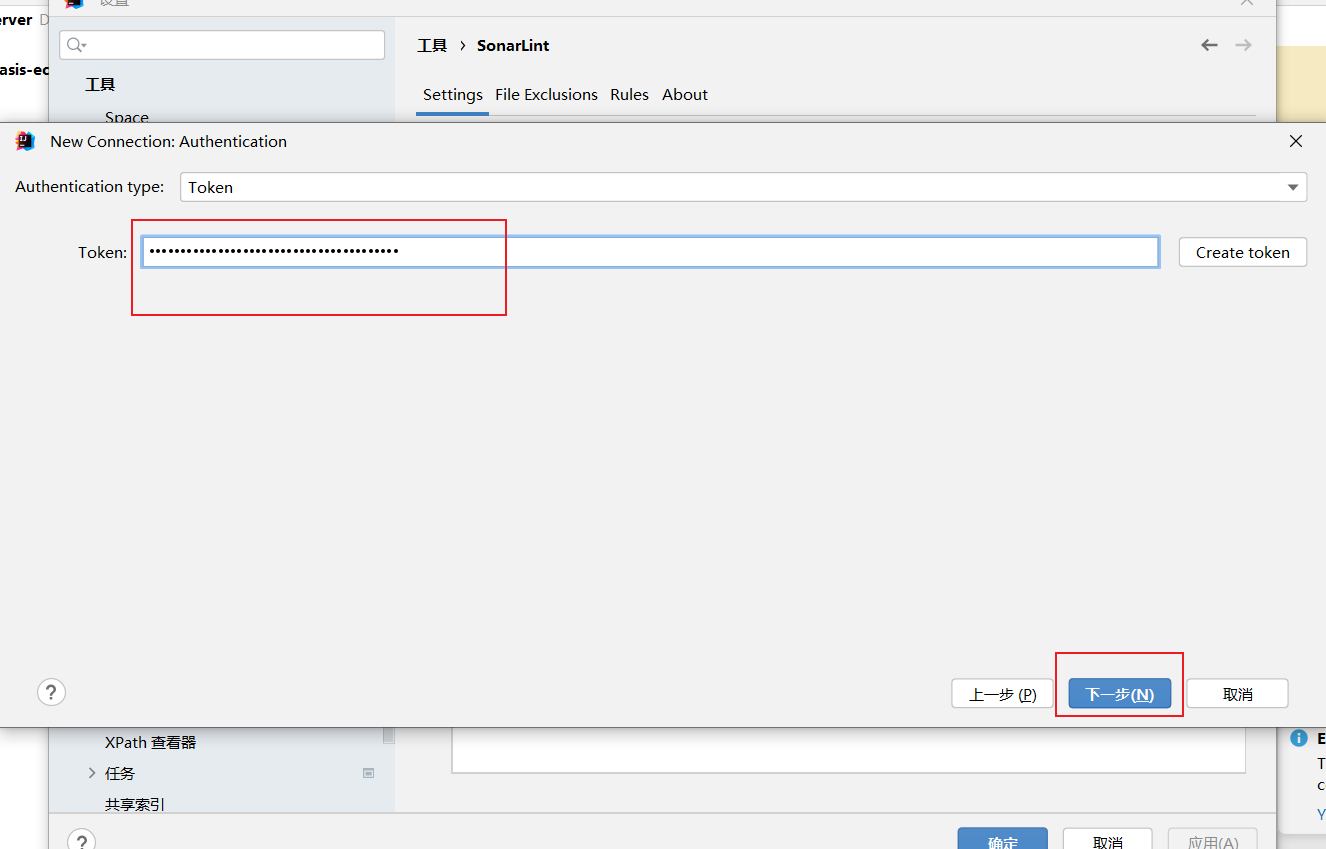 设置
erver D
工具 › SonarLint
asis-ec
工具
Settings File Exclusions Rules About
Space
New Connection: Authentication
Authentication type: Token
Token: ••••••••••••••••••••••••••••••••••••••••
Create token
?
上一步 (P) 下一步(N) 取消
XPath 查看器
任务
共享索引
E
T
c
Y
?
确定 取消 应用(A)